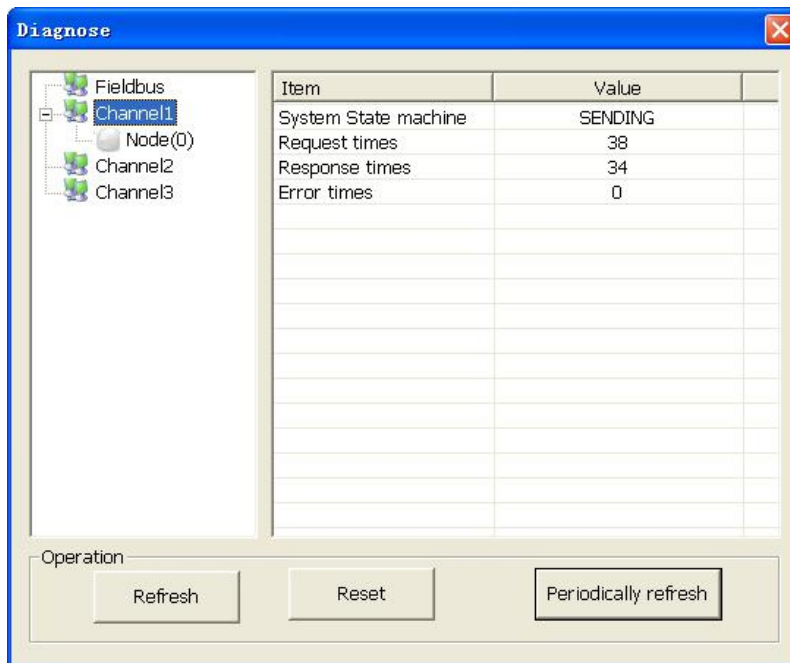 Diagnose
Fieldbus
Channel1
Node(0)
Channel2
Channel3
Item Value
System State machine SENDING
Request times 38
Response times 34
Error times 0
Operation
Refresh Reset Periodically refresh